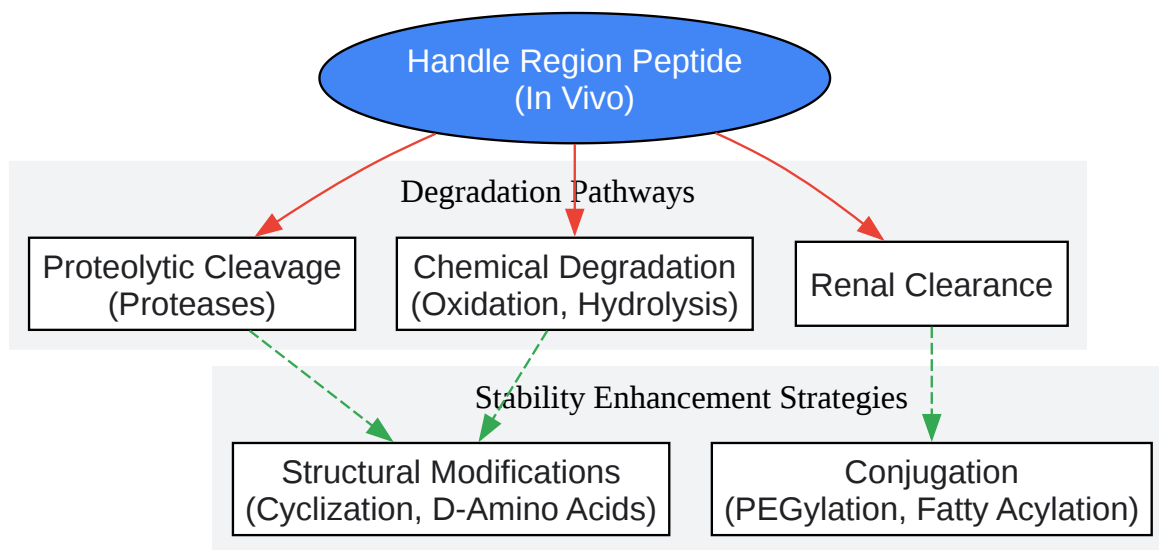 Handle Region Peptide
(In Vivo)
Degradation Pathways
Proteolytic Cleavage
(Proteases)
Chemical Degradation
(Oxidation, Hydrolysis)
Renal Clearance
Stability Enhancement Strategies
Structural Modifications
(Cyclization, D-Amino Acids)
Conjugation
(PEGylation, Fatty Acylation)